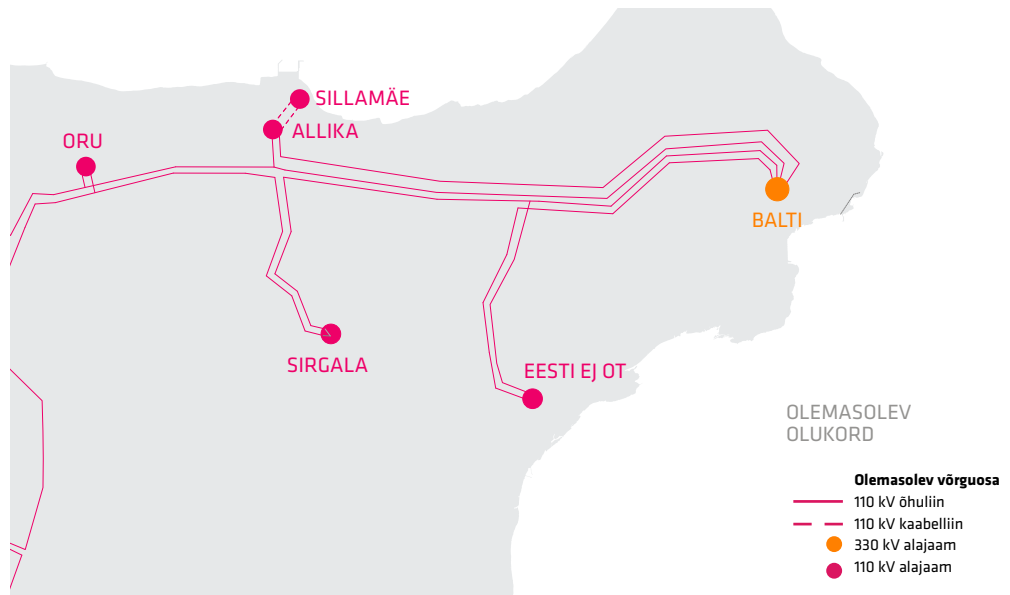 SILLAMÄE
ALLIKA
ORU
BALTI
SIRGALA
EESTI EJ OT
OLEMASOLEV
OLUKORD
Olemasolev võrguosa
110 kV õhuliin
110 kV kaabelliin
330 kV alajaam
110 kV alajaam